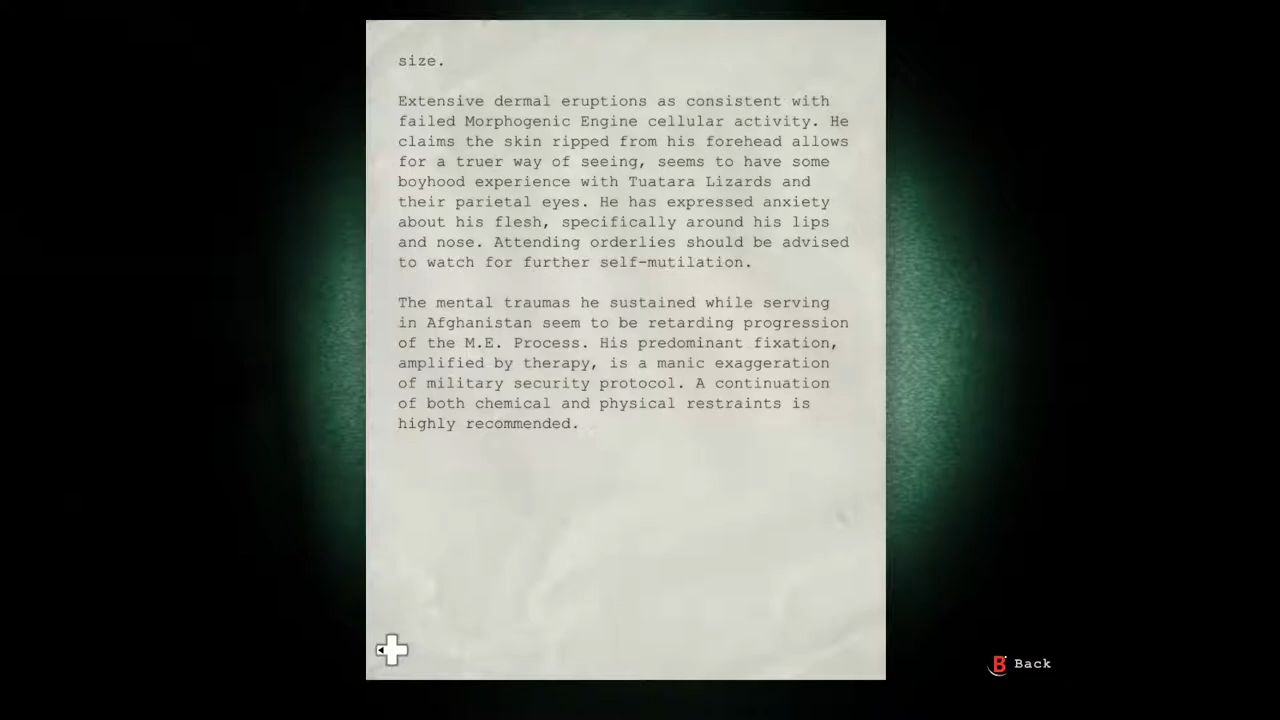 size.
Extensive dermal eruptions as consistent with
failed Morphogenic Engine cellular activity. He
claims the skin ripped from his forehead allows
for a truer way of seeing, seems to have some
boyhood experience with Tuatara Lizards and
their parietal eyes. He has expressed anxiety
about his flesh, specifically around his lips
and nose. Attending orderlies should be advised
to watch for further self-mutilation.
The mental traumas he sustained while serving
in Afghanistan seem to be retarding progression
of the M.E. Process. His predominant fixation,
amplified by therapy, is a manic exaggeration
of military security protocol. A continuation
of both chemical and physical restraints is
highly recommended.
B Back